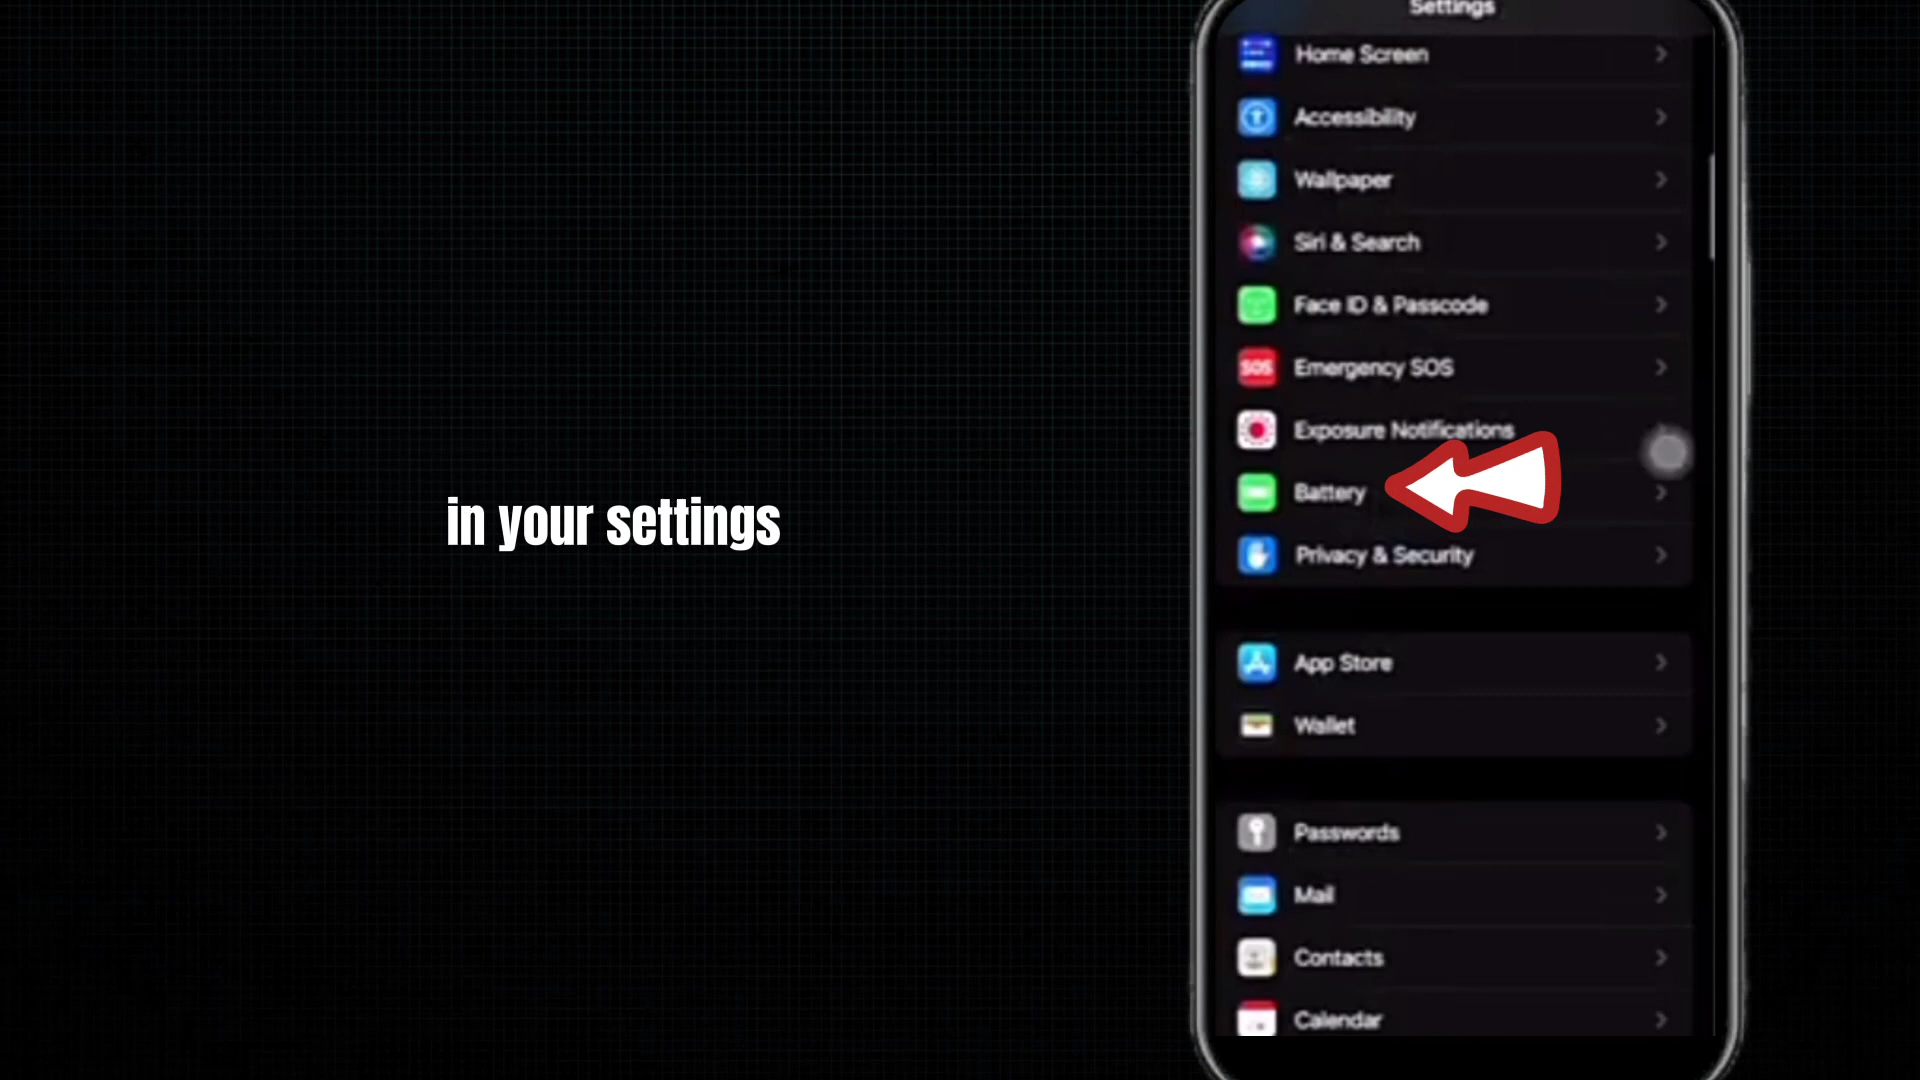 Settings
Home Screen
Accessibility
Wallpaper
Siri & Search
Face ID & Passcode
SOS
Emergency SOS
Exposure Notifications
Battery
in your settings
Privacy & Security
App Store
Wallet
Passwords
Mail
Contacts
Calendar